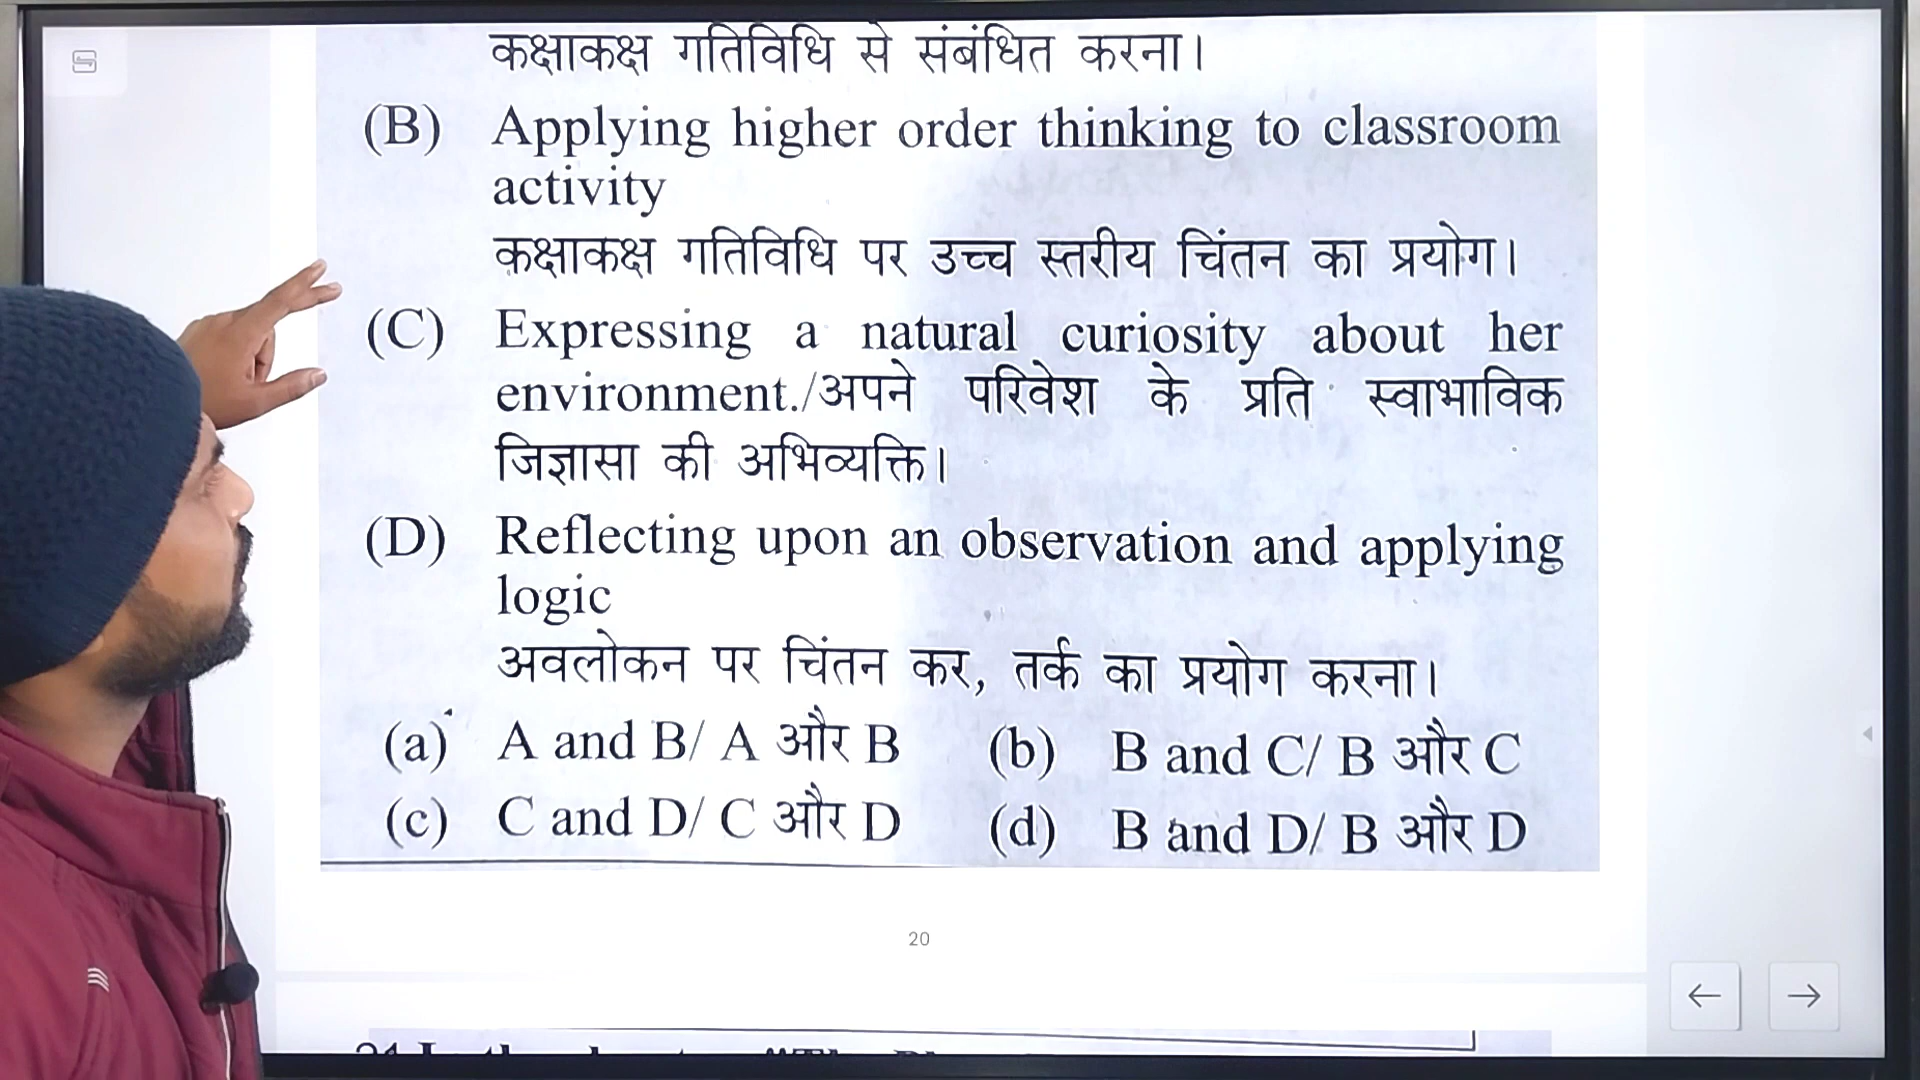 कक्षाकक्ष गतिविधि से संबंधित करना।
(B) Applying higher order thinking to classroom
activity
कक्षाकक्ष गतिविधि पर उच्च स्तरीय चिंतन का प्रयोग।
(C) Expressing a natural curiosity about her
environment./अपने परिवेश के प्रति स्वाभाविक
जिज्ञासा की अभिव्यक्ति।
(D) Reflecting upon an observation and applying
logic
अवलोकन पर चिंतन कर, तर्क का प्रयोग करना।
(a) A and B/ A और B (b) B and C/ B और C
(c) C and D/ C और D (d) B and D/ B और D
20